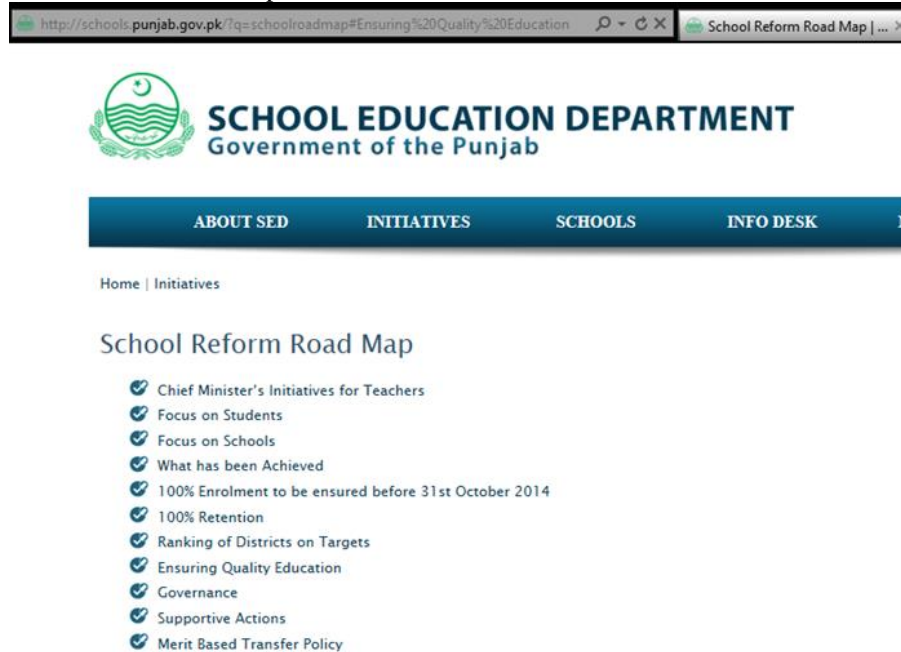 http://schools.punjab.gov.pk/?q=schoolroadmap#Ensuring%20Quality%20Education
School Reform Road Map | ...
SCHOOL EDUCATION DEPARTMENT
Government of the Punjab
ABOUT SED INITIATIVES SCHOOLS INFO DESK
Home | Initiatives
School Reform Road Map
Chief Minister's Initiatives for Teachers
Focus on Students
Focus on Schools
What has been Achieved
100% Enrolment to be ensured before 31st October 2014
100% Retention
Ranking of Districts on Targets
Ensuring Quality Education
Governance
Supportive Actions
Merit Based Transfer Policy